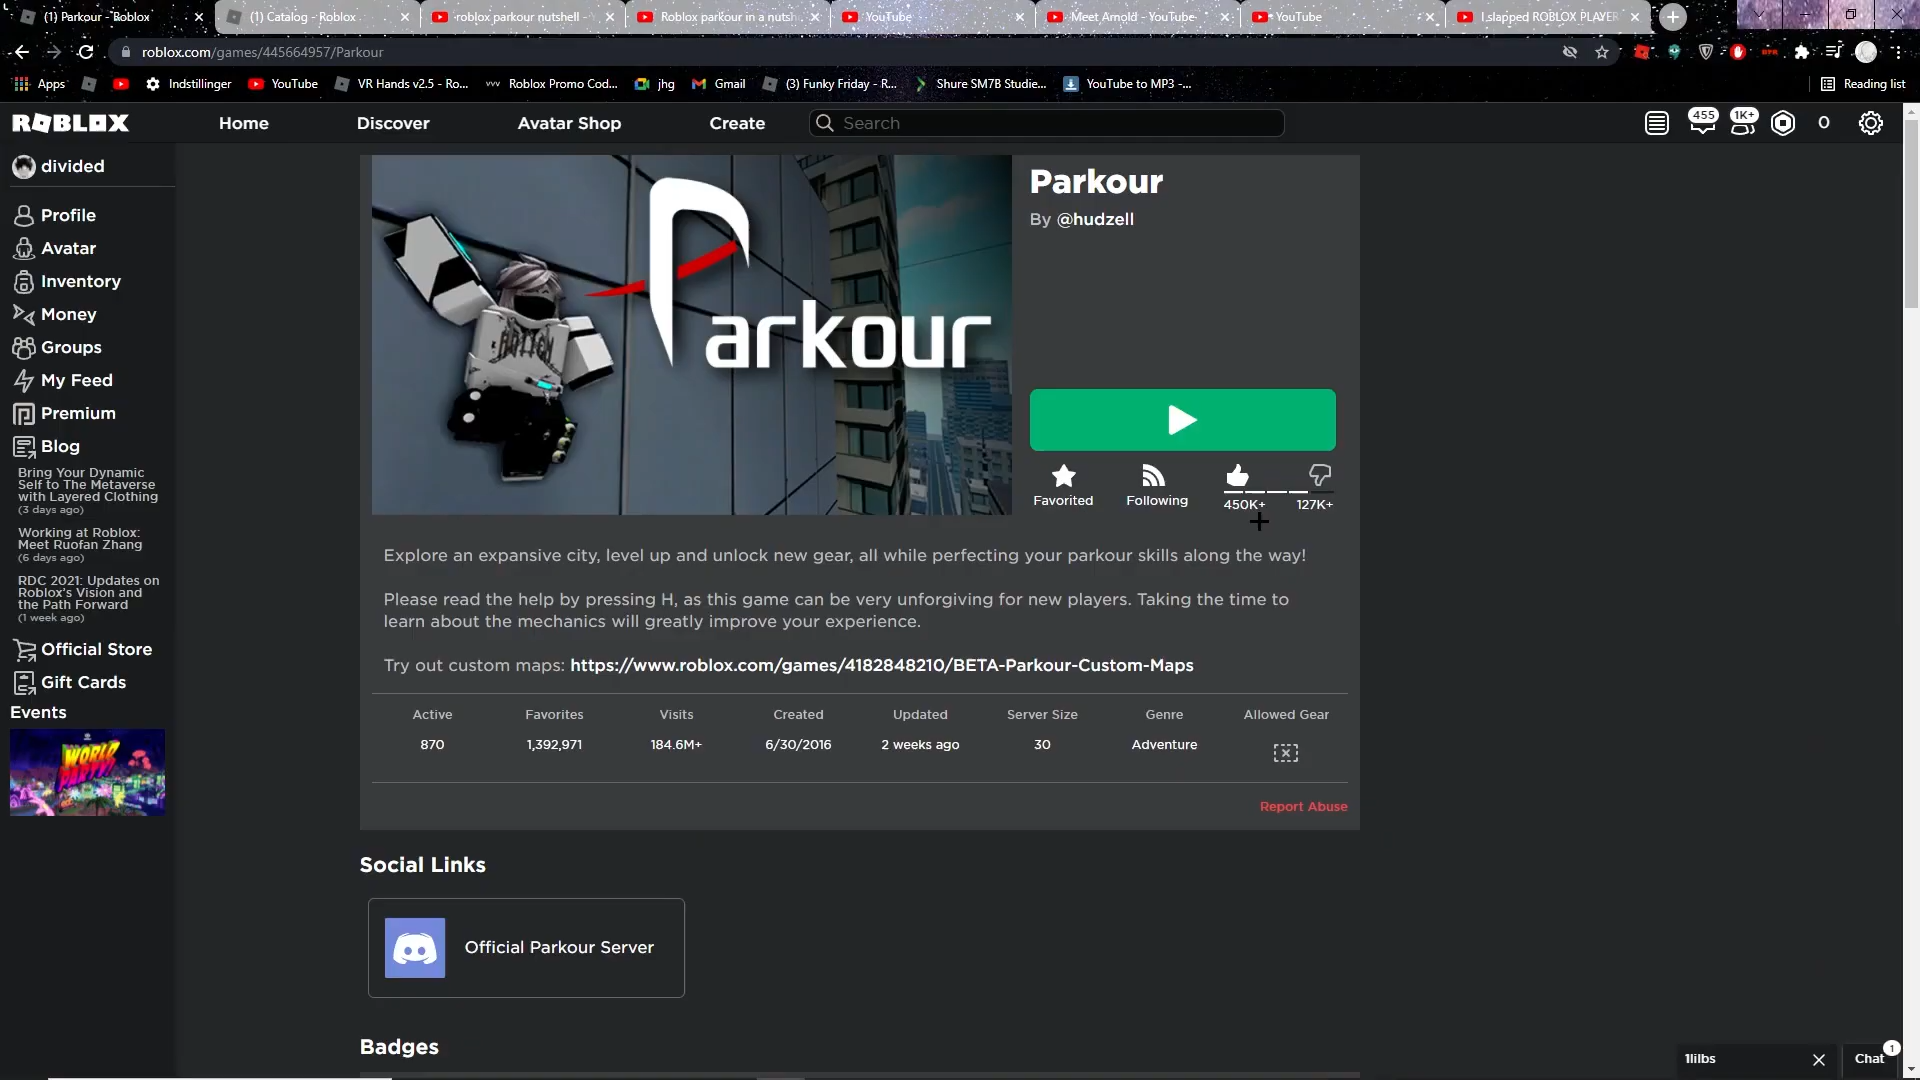 (1) Parkour - Roblox
(1) Catalog - Roblox
roblox parkour nutshell -
Roblox parkour in a nutsh
YouTube
Meet Arnold - YouTube
YouTube
I slapped ROBLOX PLAYER
roblox.com/games/445664957/Parkour
Apps
Indstillinger
YouTube
VR Hands v2.5 - Ro...
Roblox Promo Cod...
jhg
Gmail
(3) Funky Friday - R...
Shure SM7B Studie...
YouTube to MP3 -...
Reading list
ROBLOX
Home
Discover
Avatar Shop
Create
Search
455
1K+
0
divided
Profile
Avatar
Inventory
Money
Groups
My Feed
Premium
Blog
Bring Your Dynamic
Self to The Metaverse
with Layered Clothing
(3 days ago)
Working at Roblox:
Meet Ruofan Zhang
(6 days ago)
RDC 2021: Updates on
Roblox's Vision and
the Path Forward
(1 week ago)
Official Store
Gift Cards
Events
WORLD
PARTY!
Parkour
Parkour
By @hudzell
Favorited
Following
450K+
127K+
Explore an expansive city, level up and unlock new gear, all while perfecting your parkour skills along the way!
Please read the help by pressing H, as this game can be very unforgiving for new players. Taking the time to
learn about the mechanics will greatly improve your experience.
Try out custom maps: https://www.roblox.com/games/4182848210/BETA-Parkour-Custom-Maps
Active
Favorites
Visits
Created
Updated
Server Size
Genre
Allowed Gear
870
1,392,971
184.6M+
6/30/2016
2 weeks ago
30
Adventure
Report Abuse
Social Links
Official Parkour Server
Badges
1lilbs
Chat
1